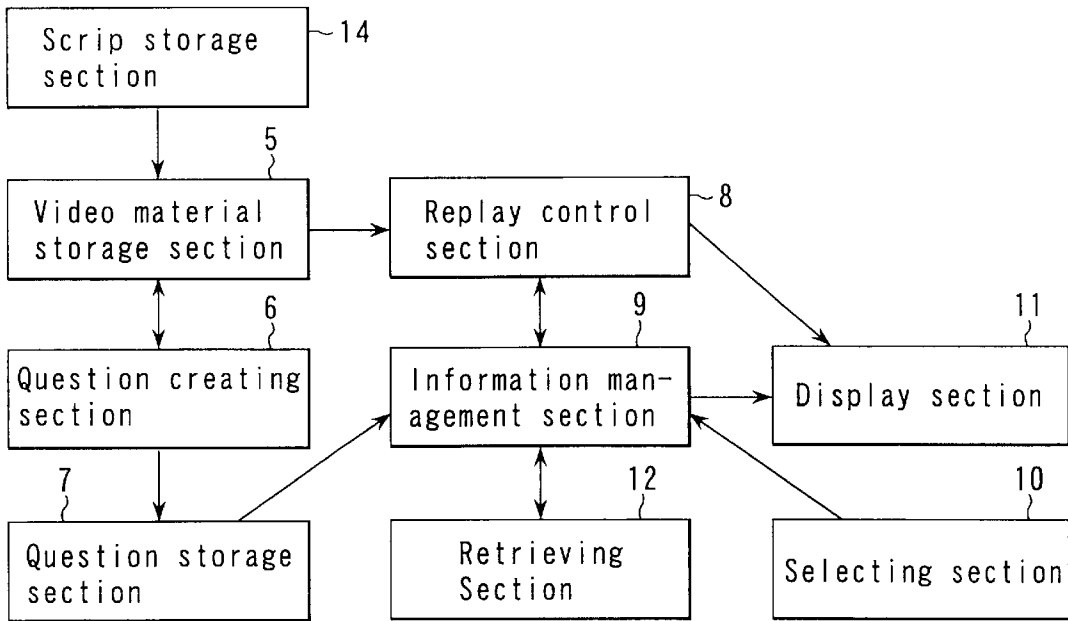 Scrip storage
section
14
5
Video material
storage section
Replay control
section
8
6
Question creating
section
9
Information man-
agement section
11
Display section
7
Question storage
section
12
Retrieving
Section
10
Selecting section